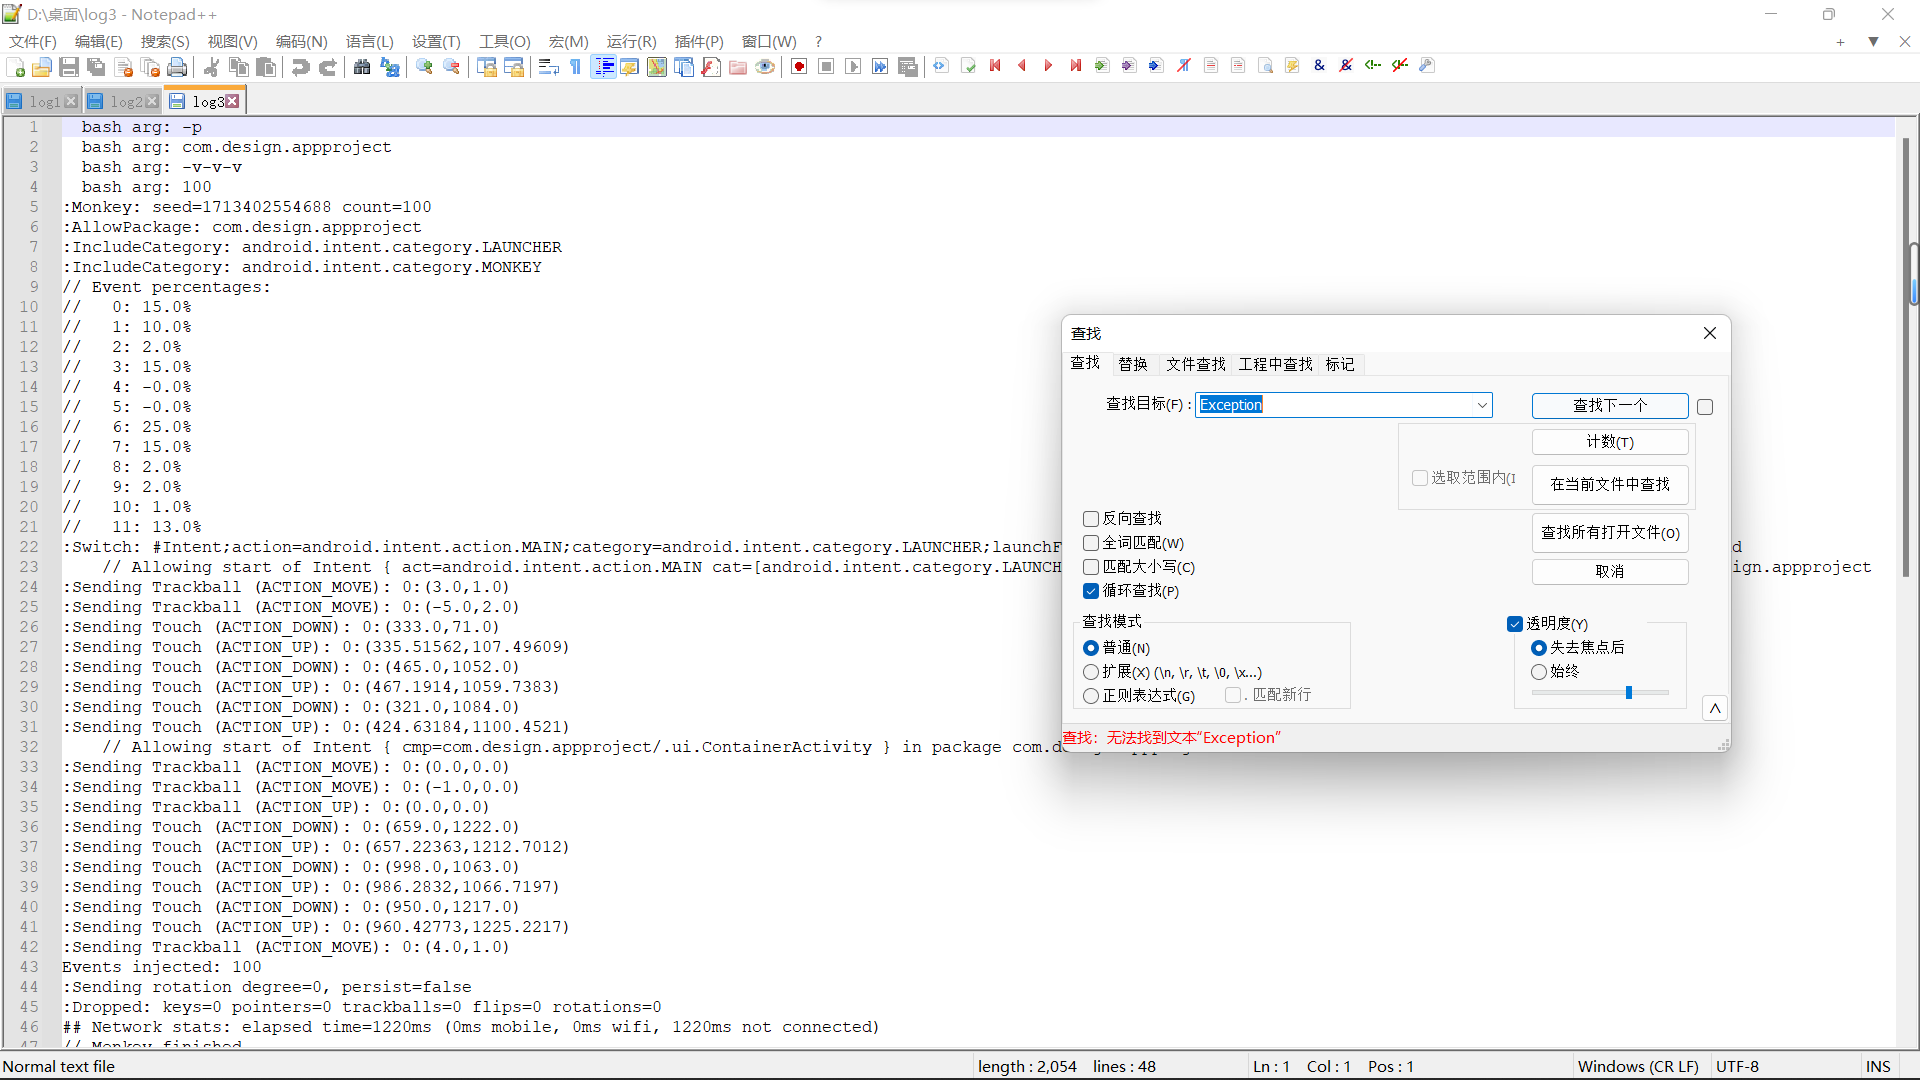 D:\桌面\log3 - Notepad++
文件(F) 编辑(E) 搜索(S) 视图(V) 编码(N) 语言(L) 设置(T) 工具(O) 宏(M) 运行(R) 插件(P) 窗口(W) ?
log1 log2 log3
1 bash arg: -p
2 bash arg: com.design.appproject
3 bash arg: -v-v-v
4 bash arg: 100
5 :Monkey: seed=1713402554688 count=100
6 :AllowPackage: com.design.appproject
7 :IncludeCategory: android.intent.category.LAUNCHER
8 :IncludeCategory: android.intent.category.MONKEY
9 // Event percentages:
10 // 0: 15.0%
11 // 1: 10.0%
12 // 2: 2.0%
13 // 3: 15.0%
14 // 4: -0.0%
15 // 5: -0.0%
16 // 6: 25.0%
17 // 7: 15.0%
18 // 8: 2.0%
19 // 9: 2.0%
20 // 10: 1.0%
21 // 11: 13.0%
22 :Switch: #Intent;action=android.intent.action.MAIN;category=android.intent.category.LAUNCHER;launchF
23 // Allowing start of Intent { act=android.intent.action.MAIN cat=[android.intent.category.LAUNCH ign.appproject
24 :Sending Trackball (ACTION_MOVE): 0:(3.0,1.0)
25 :Sending Trackball (ACTION_MOVE): 0:(-5.0,2.0)
26 :Sending Touch (ACTION_DOWN): 0:(333.0,71.0)
27 :Sending Touch (ACTION_UP): 0:(335.51562,107.49609)
28 :Sending Touch (ACTION_DOWN): 0:(465.0,1052.0)
29 :Sending Touch (ACTION_UP): 0:(467.1914,1059.7383)
30 :Sending Touch (ACTION_DOWN): 0:(321.0,1084.0)
31 :Sending Touch (ACTION_UP): 0:(424.63184,1100.4521)
32 // Allowing start of Intent { cmp=com.design.appproject/.ui.ContainerActivity } in package com.d
33 :Sending Trackball (ACTION_MOVE): 0:(0.0,0.0)
34 :Sending Trackball (ACTION_MOVE): 0:(-1.0,0.0)
35 :Sending Trackball (ACTION_UP): 0:(0.0,0.0)
36 :Sending Touch (ACTION_DOWN): 0:(659.0,1222.0)
37 :Sending Touch (ACTION_UP): 0:(657.22363,1212.7012)
38 :Sending Touch (ACTION_DOWN): 0:(998.0,1063.0)
39 :Sending Touch (ACTION_UP): 0:(986.2832,1066.7197)
40 :Sending Touch (ACTION_DOWN): 0:(950.0,1217.0)
41 :Sending Touch (ACTION_UP): 0:(960.42773,1225.2217)
42 :Sending Trackball (ACTION_MOVE): 0:(4.0,1.0)
43 Events injected: 100
44 :Sending rotation degree=0, persist=false
45 :Dropped: keys=0 pointers=0 trackballs=0 flips=0 rotations=0
46 ## Network stats: elapsed time=1220ms (0ms mobile, 0ms wifi, 1220ms not connected)
47 // Monkey finished
查找
查找 替换 文件查找 工程中查找 标记
查找目标(F) : Exception
查找下一个
计数(T)
选取范围内(I
在当前文件中查找
查找所有打开文件(O)
取消
反向查找
全词匹配(W)
匹配大小写(C)
循环查找(P)
查找模式
普通(N)
扩展(X) (\n, \r, \t, \0, \x...)
正则表达式(G) . 匹配新行
透明度(Y)
失去焦点后
始终
查找：无法找到文本"Exception"
Normal text file length : 2,054 lines : 48 Ln : 1 Col : 1 Pos : 1 Windows (CR LF) UTF-8 INS